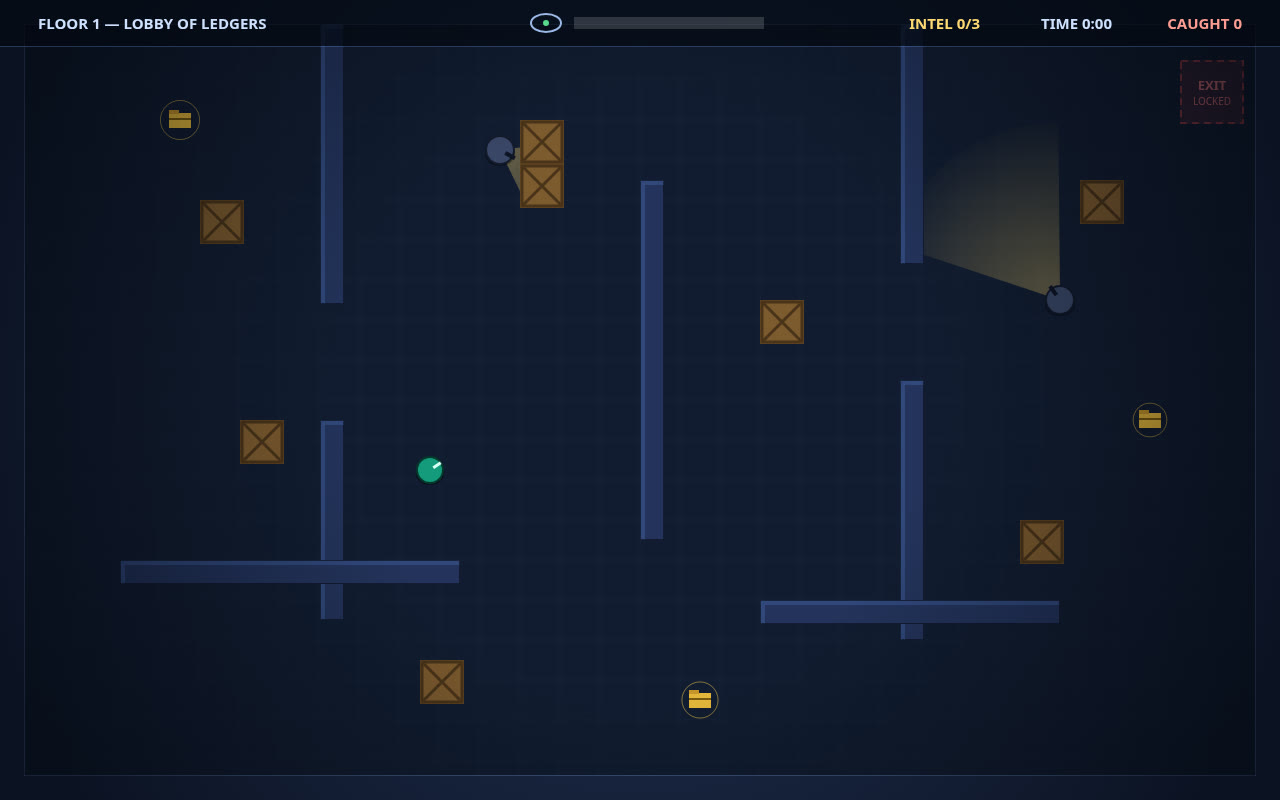 FLOOR 1 — LOBBY OF LEDGERS
INTEL 0/3
TIME 0:00
CAUGHT 0
EXIT
LOCKED